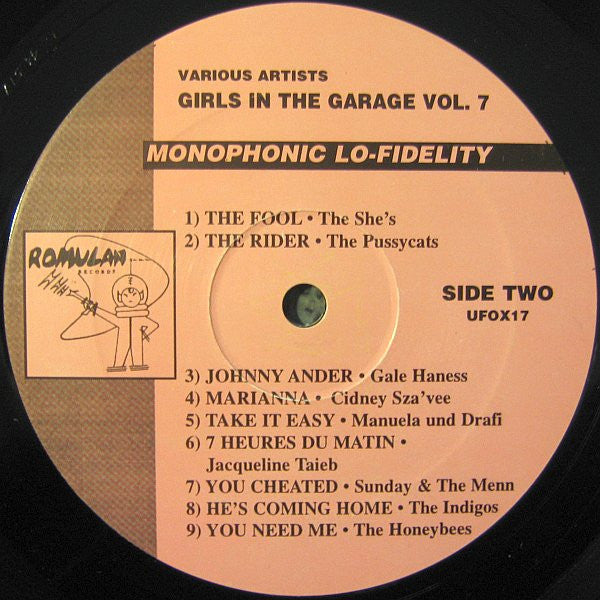 VARIOUS ARTISTS
GIRLS IN THE GARAGE VOL. 7
MONOPHONIC LO-FIDELITY
1) THE FOOL • The She's
2) THE RIDER • The Pussycats
ROMULAN
RECORDS
SIDE TWO
UFOX17
3) JOHNNY ANDER • Gale Haness
4) MARIANNA • Cidney Sza'vee
5) TAKE IT EASY • Manuela und Drafi
6) 7 HEURES DU MATIN •
Jacqueline Taieb
7) YOU CHEATED • Sunday & The Menn
8) HE'S COMING HOME • The Indigos
9) YOU NEED ME • The Honeybees